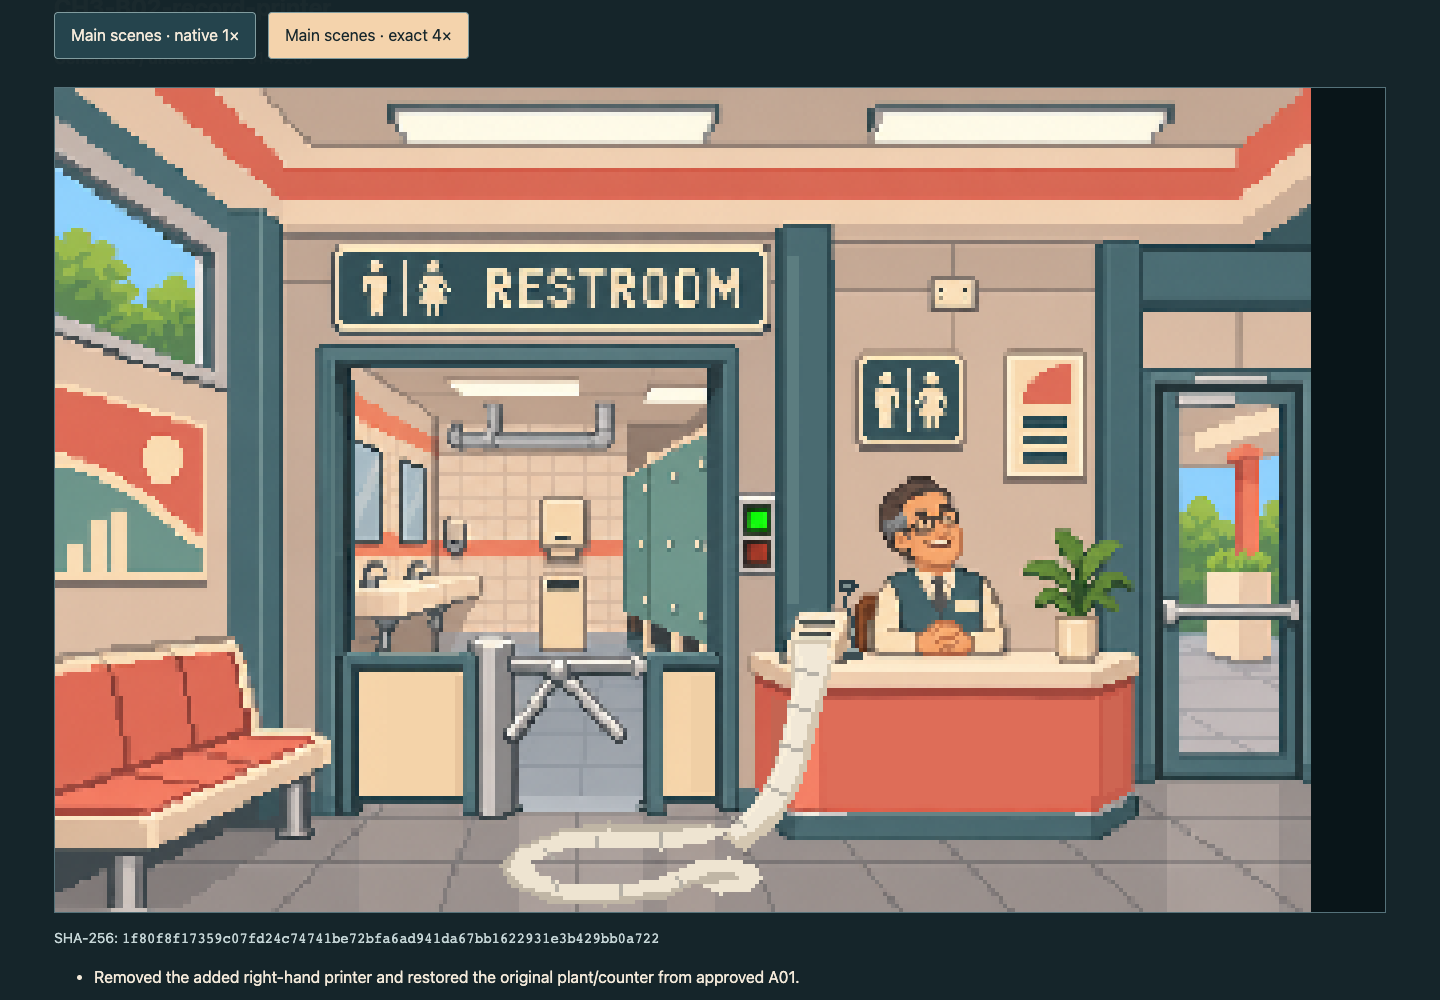 Main scenes · native 1×
Main scenes · exact 4×
RESTROOM
SHA-256: 1f80f8f17359c07fd24c74741be72bfa6ad941da67bb1622931e3b429bb0a722
• Removed the added right-hand printer and restored the original plant/counter from approved A01.